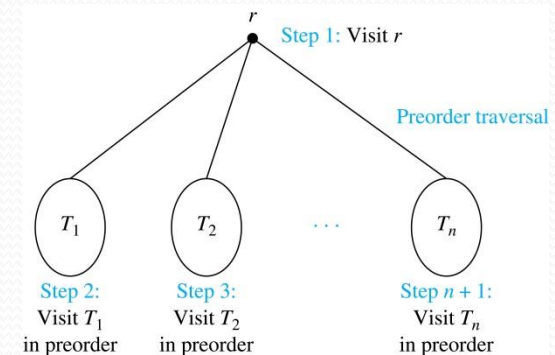 r
Step 1: Visit r
Preorder traversal
T₁
T₂
. . .
Tₙ
Step 2:
Visit T₁
in preorder
Step 3:
Visit T₂
in preorder
Step n + 1:
Visit Tₙ
in preorder